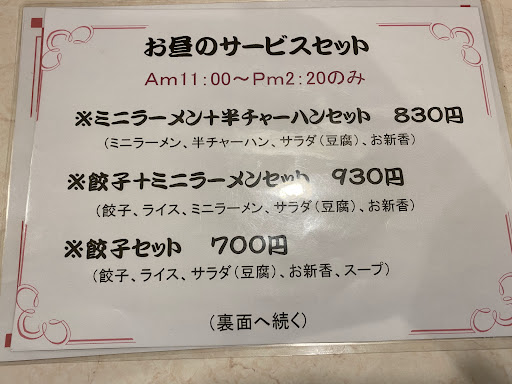 お昼のサービスセット
Am11:00～Pm2:20のみ
※ミニラーメン+半チャーハンセット 830円
(ミニラーメン、半チャーハン、サラダ(豆腐)、お新香)
※餃子+ミニラーメンセット 930円
(餃子、ライス、ミニラーメン、サラダ(豆腐)、お新香)
※餃子セット 700円
(餃子、ライス、サラダ(豆腐)、お新香、スープ)
(裏面へ続く)